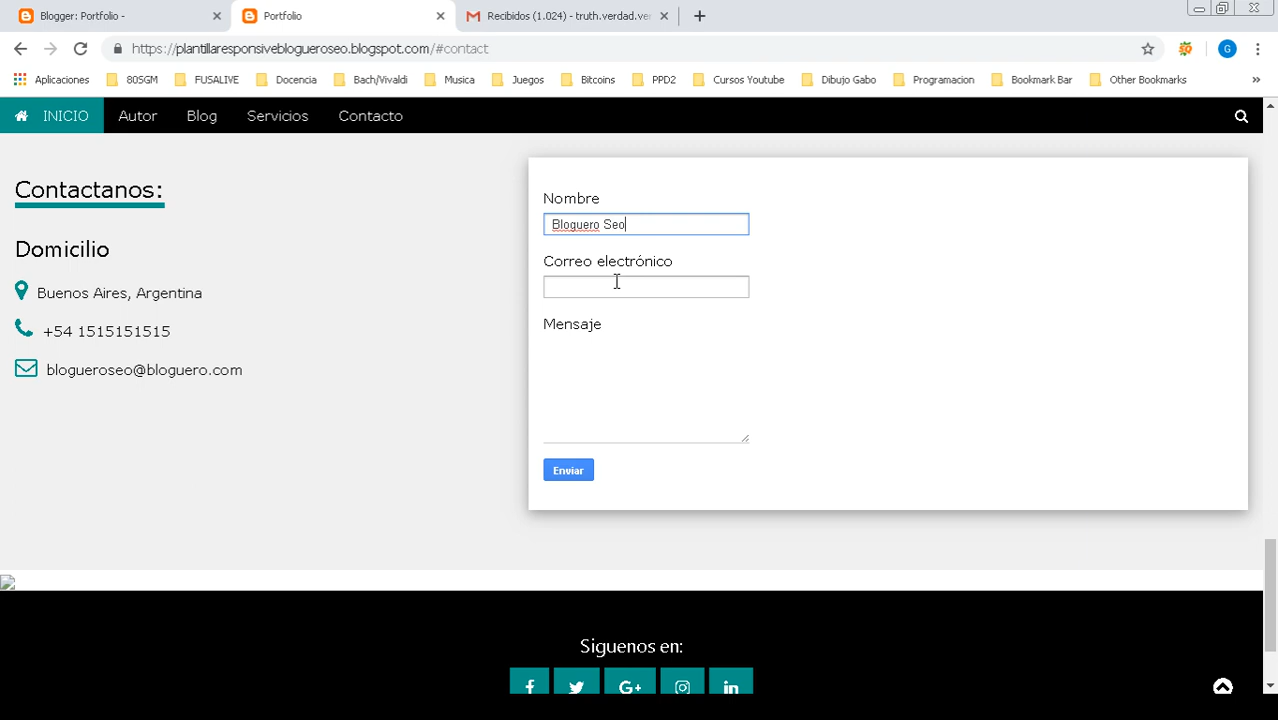 Blogger: Portfolio -
Portfolio
Recibidos (1.024) - truth.verdad.ver
https://plantillaresponsiveblogueroseo.blogspot.com/#contact
G
Aplicaciones
80SGM
FUSALIVE
Docencia
Bach/Vivaldi
Musica
Juegos
Bitcoins
PPD2
Cursos Youtube
Dibujo Gabo
Programacion
Bookmark Bar
Other Bookmarks
»
INICIO
Autor
Blog
Servicios
Contacto
Contactanos:
Domicilio
Buenos Aires, Argentina
+54 1515151515
blogueroseo@bloguero.com
Nombre
Bloguero Seo
Correo electrónico
Mensaje
Enviar
Siguenos en: